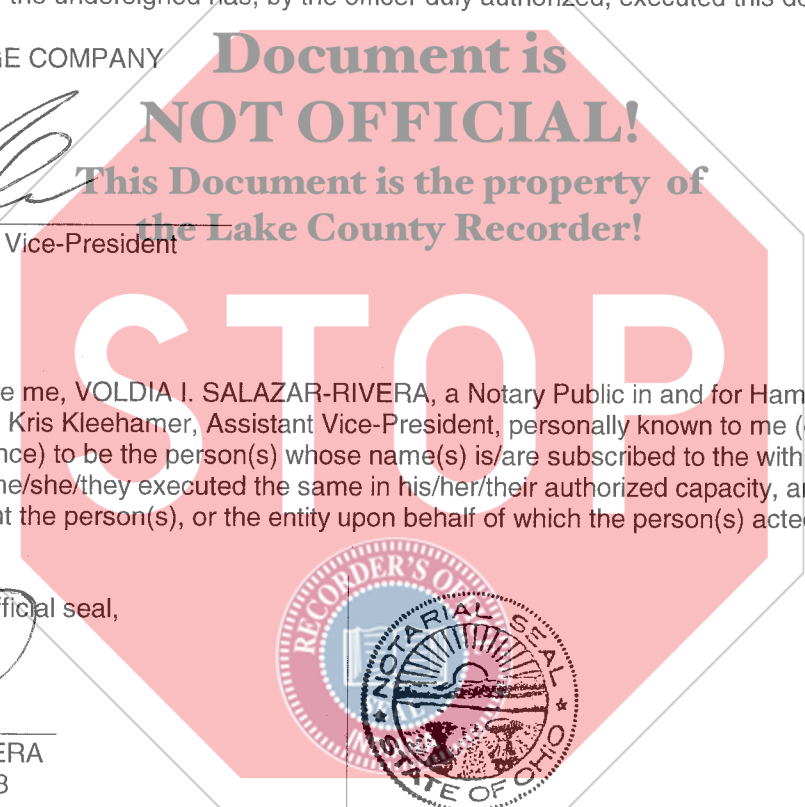 the undersigned has, by the officer duly authorized, executed this
GE COMPANY
Document is
NOT OFFICIAL!
This Document is the property of
the Lake County Recorder!
Vice-President
STOP
e me, VOLDIA I. SALAZAR-RIVERA, a Notary Public in and for Ham
Kris Kleehamer, Assistant Vice-President, personally known to me (
nce) to be the person(s) whose name(s) is/are subscribed to the with
he/she/they executed the same in his/her/their authorized capacity, a
nt the person(s), or the entity upon behalf of which the person(s) acte
RECORDER'S
fficial seal,
NOTARIAL SEAL
STATE OF OHIO
ERA
3